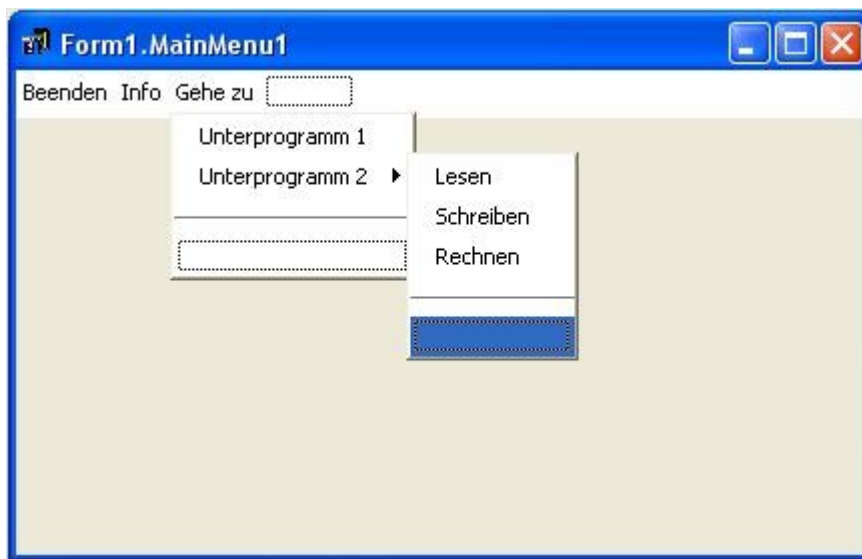 Form1.MainMenu1
Beenden Info Gehe zu
Unterprogramm 1
Unterprogramm 2
Lesen
Schreiben
Rechnen